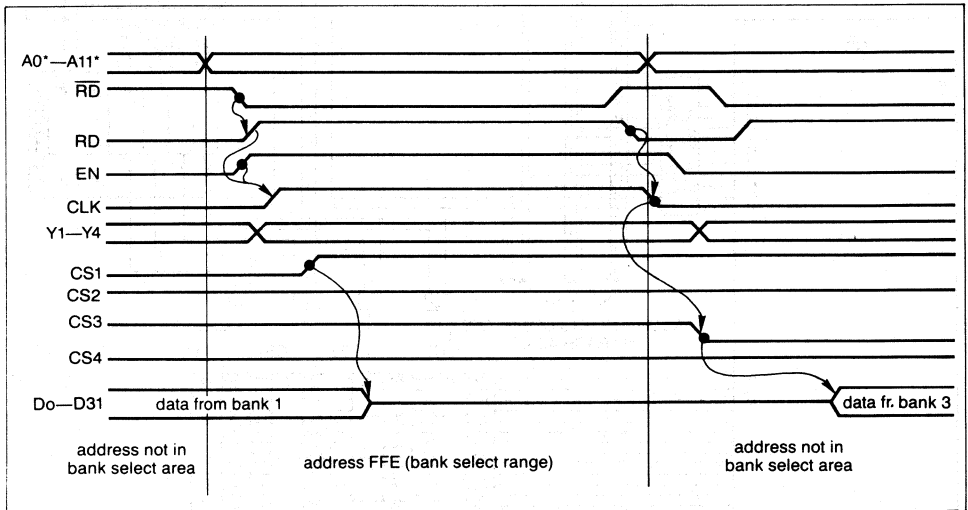 A0*—A11*
RD
RD
EN
CLK
Y1—Y4
CS1
CS2
CS3
CS4
Do—D31
data from bank 1
data fr. bank 3
address not in
bank select area
address FFE (bank select range)
address not in
bank select area